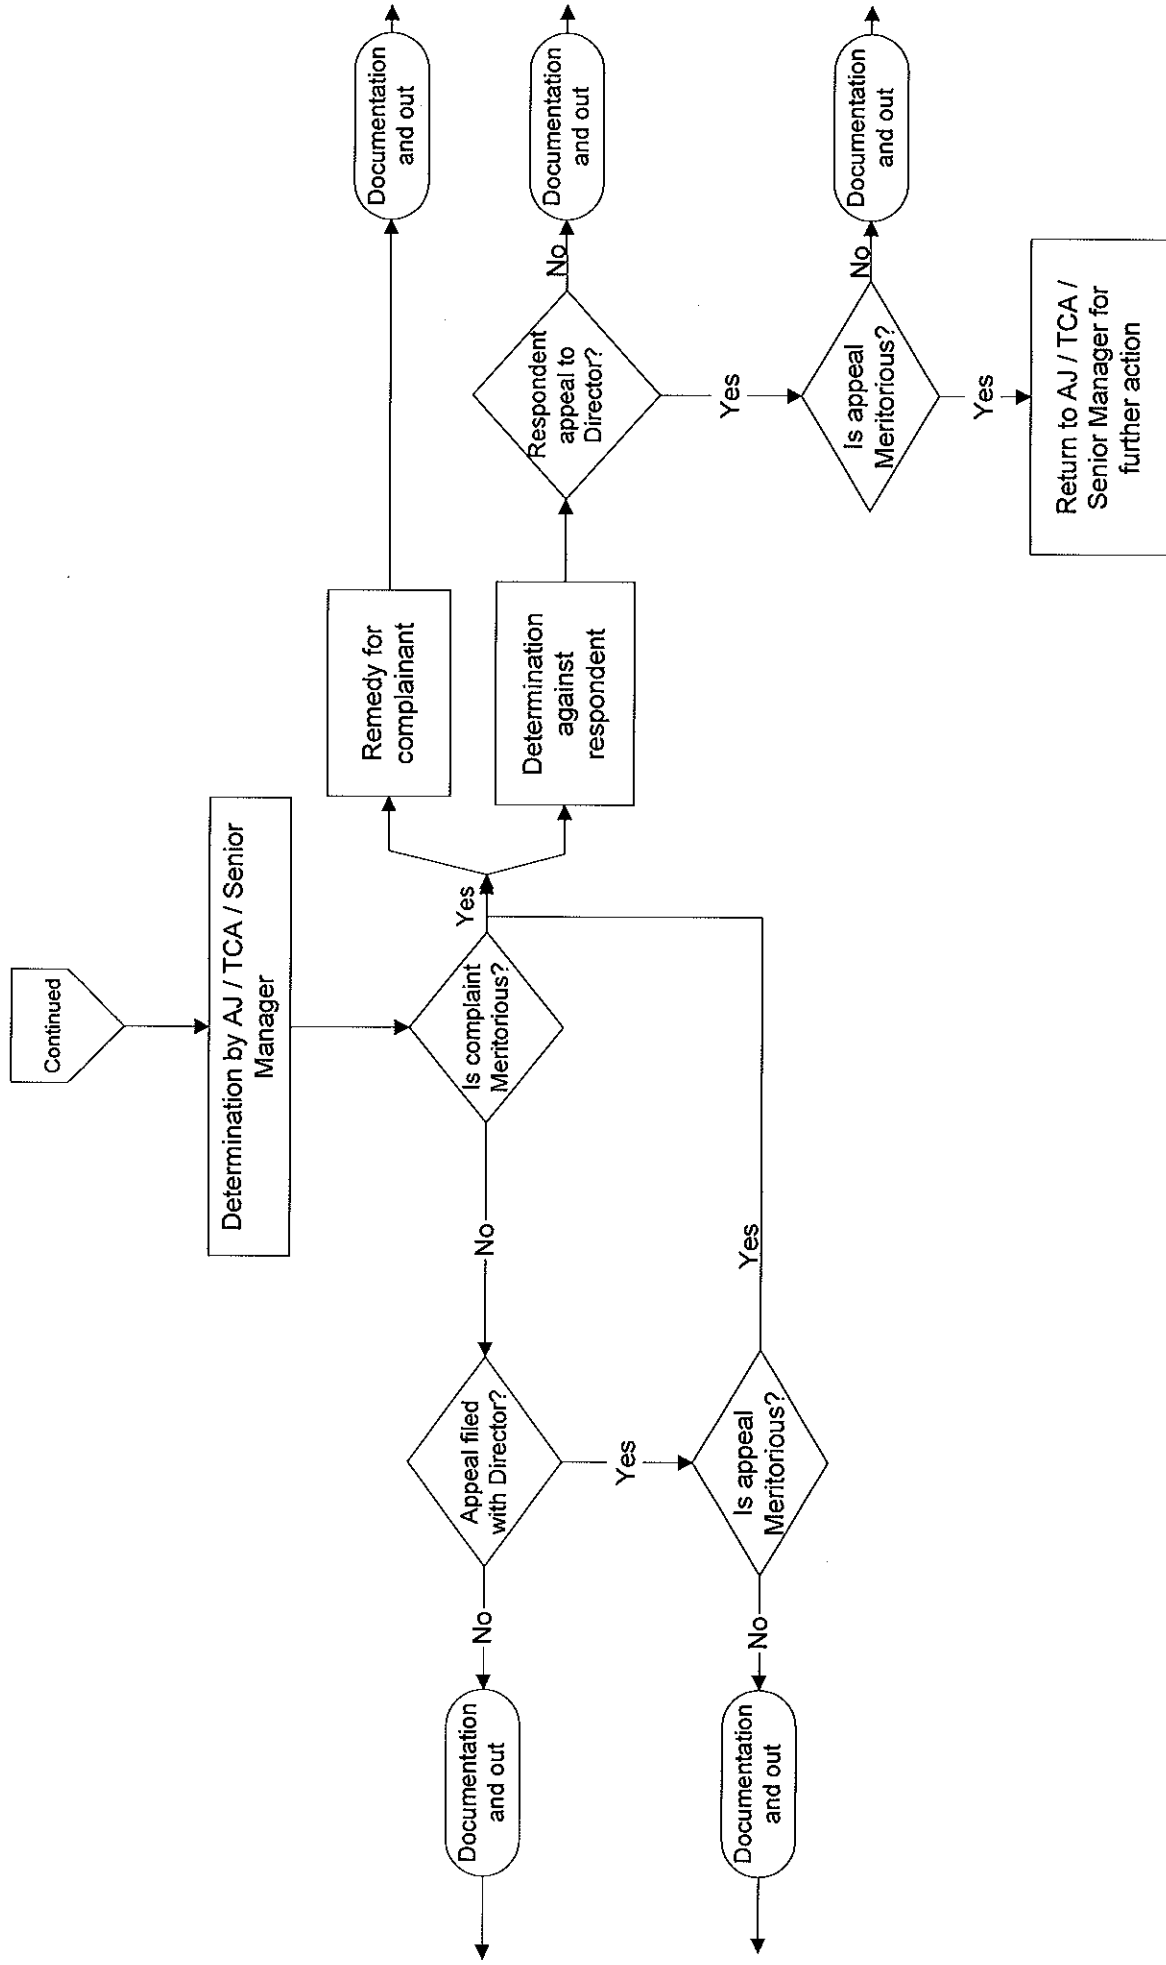 Continued
Determination by AJ / TCA / Senior
Manager
Is complaint
Meritorious?
Yes
No
Remedy for
complainant
Documentation
and out
Determination
against
respondent
Respondent
appeal to
Director?
No
Documentation
and out
Yes
Is appeal
Meritorious?
No
Documentation
and out
Yes
Return to AJ / TCA /
Senior Manager for
further action
Appeal filed
with Director?
No
Documentation
and out
Yes
Is appeal
Meritorious?
Yes
No
Documentation
and out